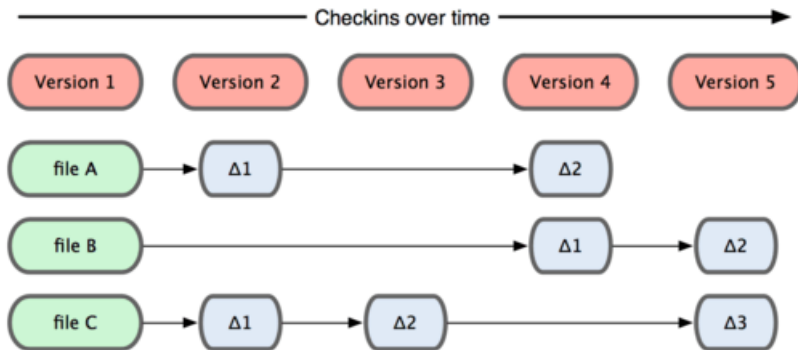 Checkins over time
Version 1 Version 2 Version 3 Version 4 Version 5
file A Δ1 Δ2
file B Δ1 Δ2
file C Δ1 Δ2 Δ3